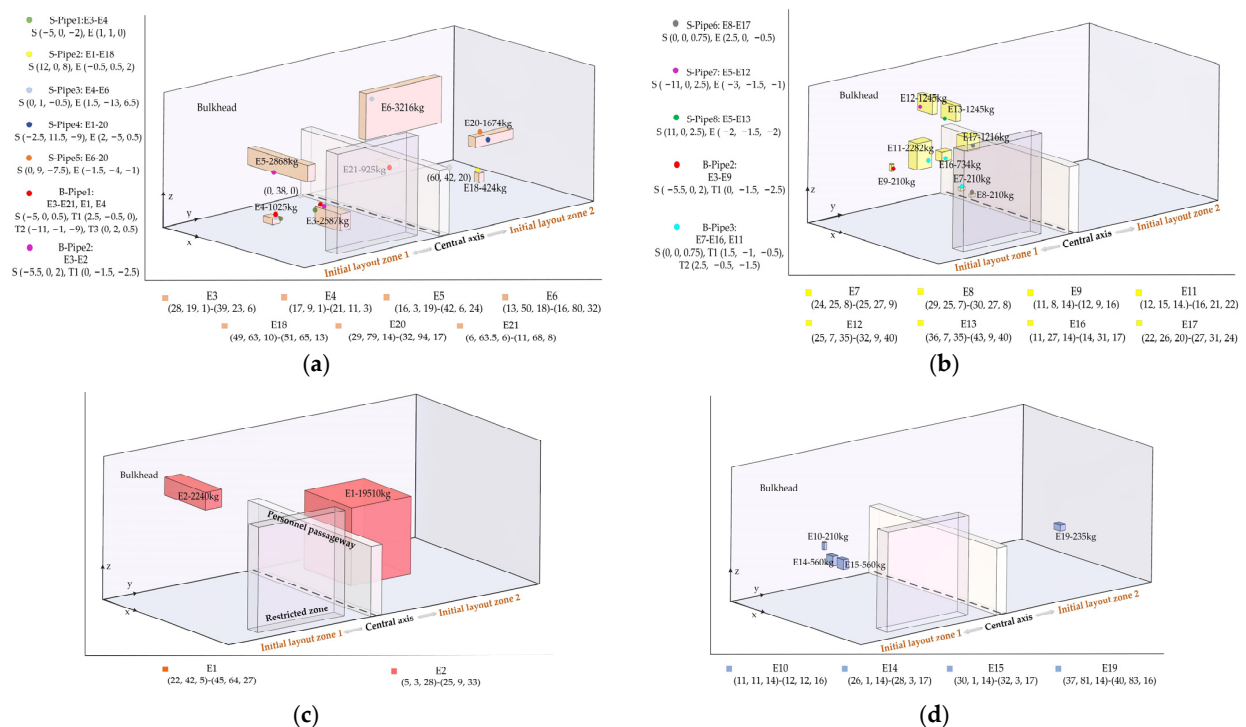 S-Pipe1:E3-E4
S (−5, 0, −2), E (1, 1, 0)
S-Pipe2: E1-E18
S (12, 0, 8), E (−0.5, 0.5, 2)
S-Pipe3: E4-E6
S (0, 1, −0.5), E (1.5, −13, 6.5)
S-Pipe4: E1-20
S (−2.5, 11.5, −9), E (2, −5, 0.5)
S-Pipe5: E6-20
S (0, 9, −7.5), E (−1.5, −4, −1)
B-Pipe1:
E3-E21, E1, E4
S (−5, 0, 0.5), T1 (2.5, −0.5, 0),
T2 (−11, −1, −9), T3 (0, 2, 0.5)
B-Pipe2:
E3-E2
S (−5.5, 0, 2), T1 (0, −1.5, −2.5)
Bulkhead
E6-3216kg
E20-1674kg
E5-2868kg
E21-925kg
(60, 42, 20)
E18-424kg
(0, 38, 0)
E4-1025kg
E3-2587kg
z
y
x
Initial layout zone 1
Central axis
Initial layout zone 2
E3
(28, 19, 1)-(39, 23, 6)
E4
(17, 9, 1)-(21, 11, 3)
E5
(16, 3, 19)-(42, 6, 24)
E6
(13, 50, 18)-(16, 80, 32)
E18
(49, 63, 10)-(51, 65, 13)
E20
(29, 79, 14)-(32, 94, 17)
E21
(6, 63.5, 6)-(11, 68, 8)
(a)
S-Pipe6: E8-E17
S (0, 0, 0.75), E (2.5, 0, −0.5)
S-Pipe7: E5-E12
S (−11, 0, 2.5), E (−3, −1.5, −1)
S-Pipe8: E5-E13
S (11, 0, 2.5), E (−2, −1.5, −2)
B-Pipe2:
E3-E9
S (−5.5, 0, 2), T1 (0, −1.5, −2.5)
B-Pipe3:
E7-E16, E11
S (0, 0, 0.75), T1 (1.5, −1, −0.5),
T2 (2.5, −0.5, −1.5)
Bulkhead
E12-1245kg
E13-1245kg
E17-1216kg
E11-2282kg
E16-734kg
E9-210kg
E7-210kg
E8-210kg
z
y
x
Initial layout zone 1
Central axis
Initial layout zone 2
E7
(24, 25, 8)-(25, 27, 9)
E8
(29, 25, 7)-(30, 27, 8)
E9
(11, 8, 14)-(12, 9, 16)
E11
(12, 15, 14.)-(16, 21, 22)
E12
(25, 7, 35)-(32, 9, 40)
E13
(36, 7, 35)-(43, 9, 40)
E16
(11, 27, 14)-(14, 31, 17)
E17
(22, 26, 20)-(27, 31, 24)
(b)
Bulkhead
E2-2240kg
E1-19510kg
Personnel passageway
Restricted zone
z
y
x
Initial layout zone 1
Central axis
Initial layout zone 2
E1
(22, 42, 5)-(45, 64, 27)
E2
(5, 3, 28)-(25, 9, 33)
(c)
Bulkhead
E10-210kg
E14-560kg
E15-560kg
E19-235kg
z
y
x
Initial layout zone 1
Central axis
Initial layout zone 2
E10
(11, 11, 14)-(12, 12, 16)
E14
(26, 1, 14)-(28, 3, 17)
E15
(30, 1, 14)-(32, 3, 17)
E19
(37, 81, 14)-(40, 83, 16)
(d)